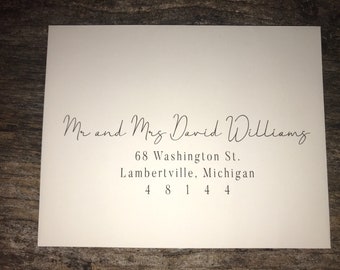 Mr and Mrs David Williams
68 Washington St.
Lambertville, Michigan
4 8 1 4 4